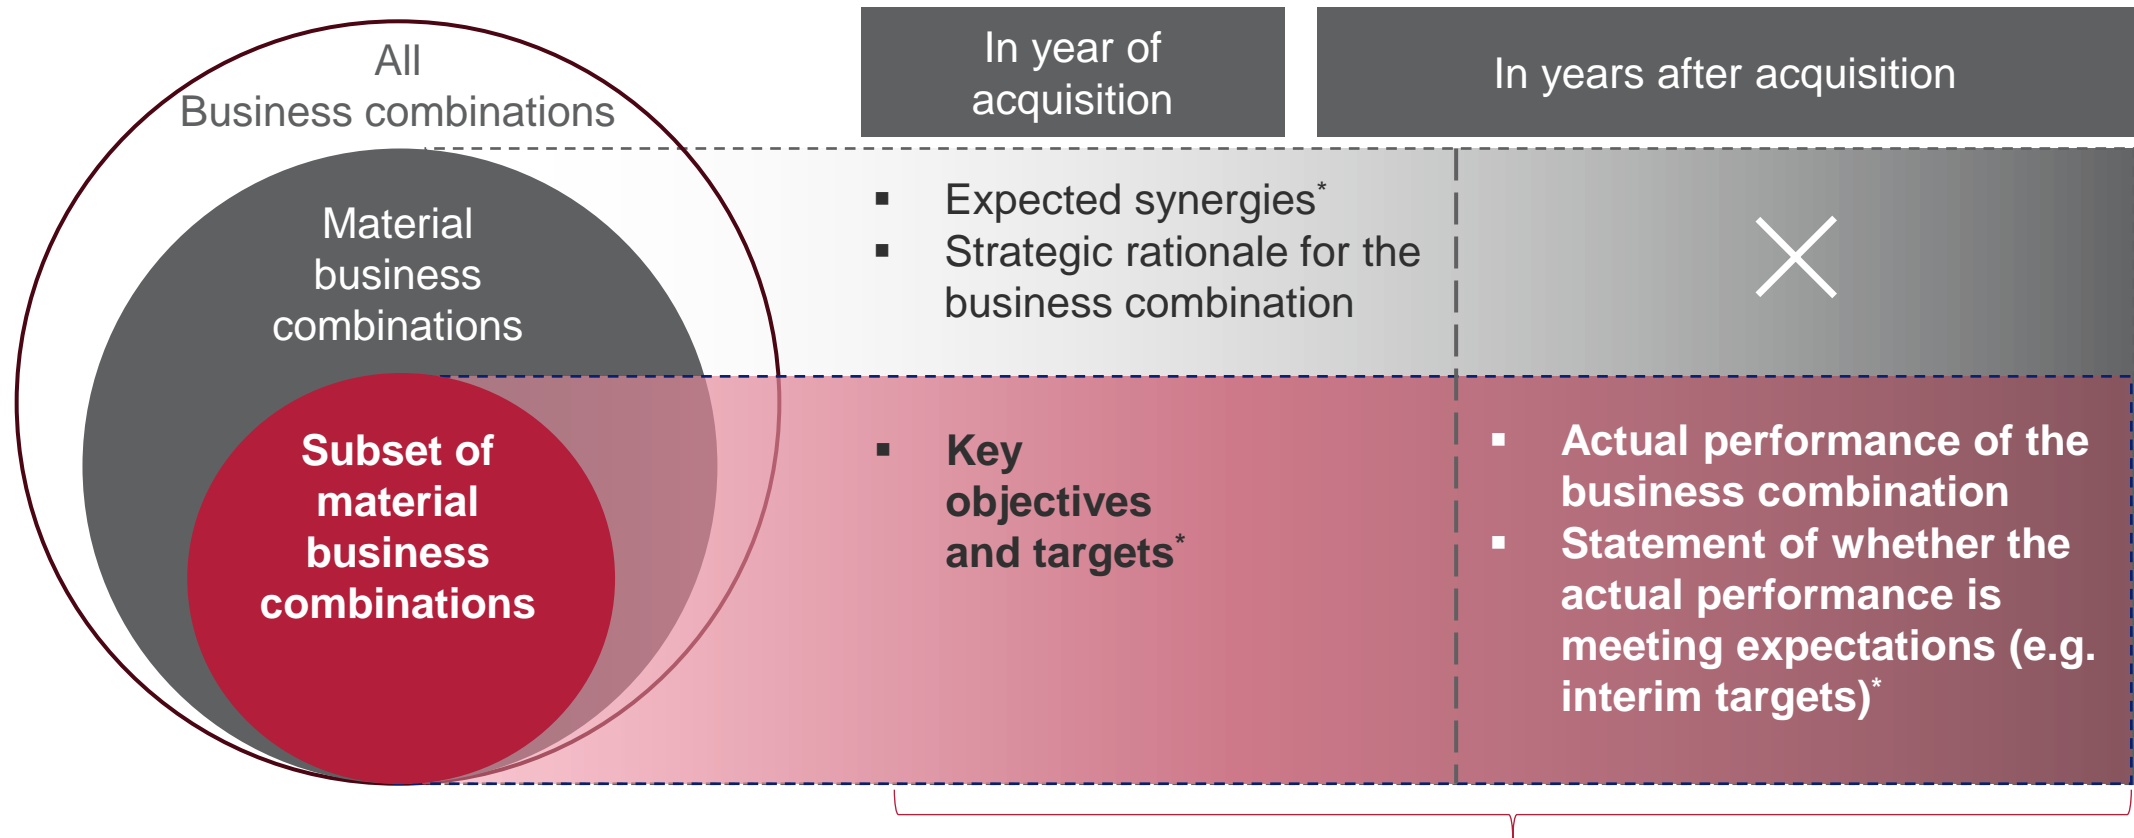 All
Business combinations
In year of
acquisition
In years after acquisition
Material
business
combinations
▪ Expected synergies*
▪ Strategic rationale for the
business combination
Subset of
material
business
combinations
▪ Key
objectives
and targets*
▪ Actual performance of the
business combination
▪ Statement of whether the
actual performance is
meeting expectations (e.g.
interim targets)*